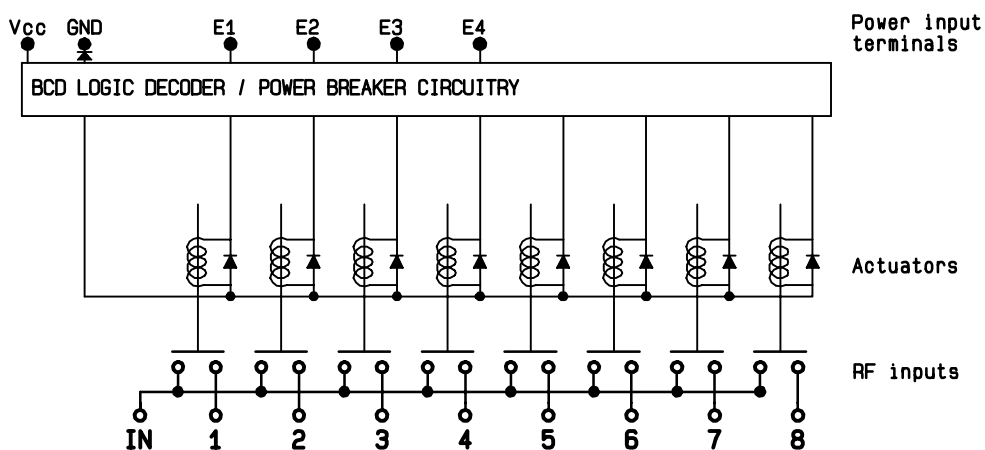 Vcc GND E1 E2 E3 E4 Power input
terminals
BCD LOGIC DECODER / POWER BREAKER CIRCUITRY
Actuators
RF inputs
IN 1 2 3 4 5 6 7 8